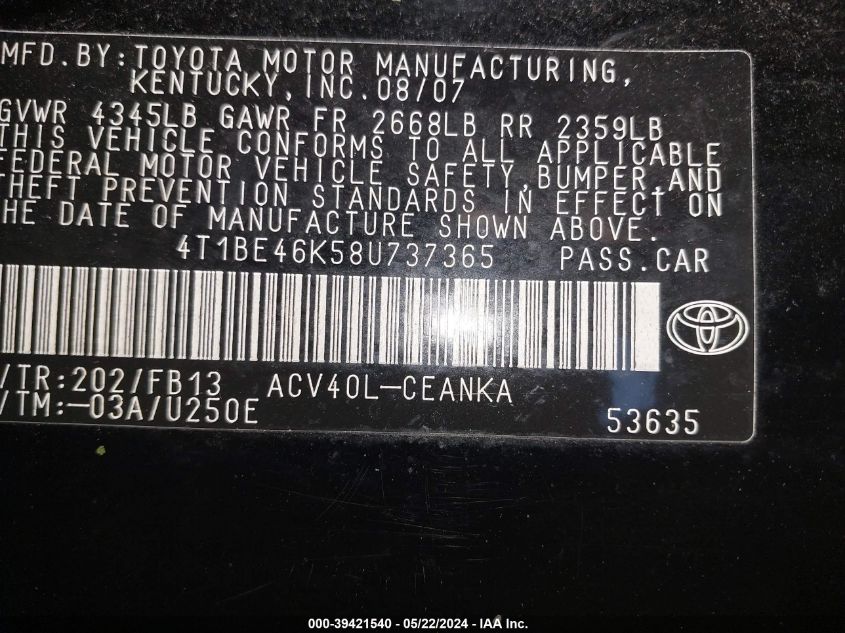 MFD. BY: TOYOTA MOTOR MANUFACTURING,
KENTUCKY, INC. 08/07
GVWR 4345LB GAWR FR 2668LB RR 2359LB
THIS VEHICLE CONFORMS TO ALL APPLICABLE
FEDERAL MOTOR VEHICLE SAFETY, BUMPER, AND
THEFT PREVENTION STANDARDS IN EFFECT ON
THE DATE OF MANUFACTURE SHOWN ABOVE.
4T1BE46K58U737365 PASS.CAR
/TR:202/FB13 ACV40L-CEANKA
/TM:-03A/U250E 53635
000-39421540 - 05/22/2024 - IAA Inc.